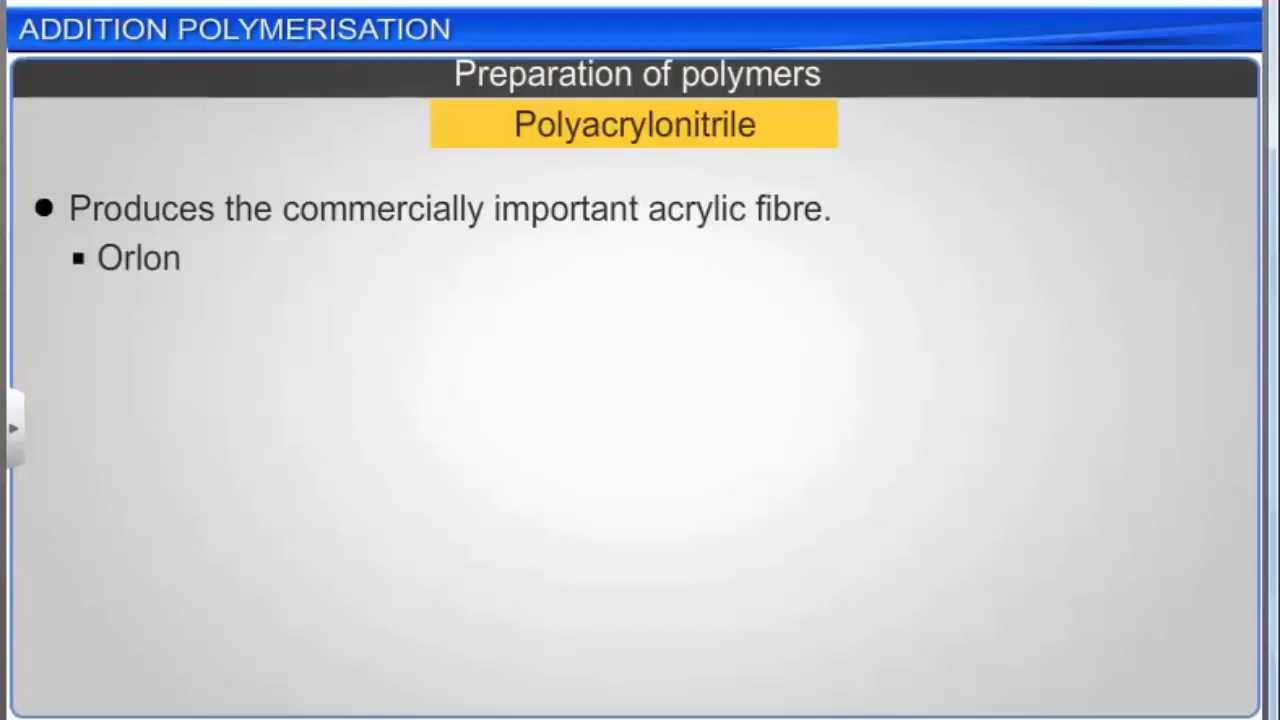 ADDITION POLYMERISATION
Preparation of polymers
Polyacrylonitrile
Produces the commercially important acrylic fibre.
Orlon